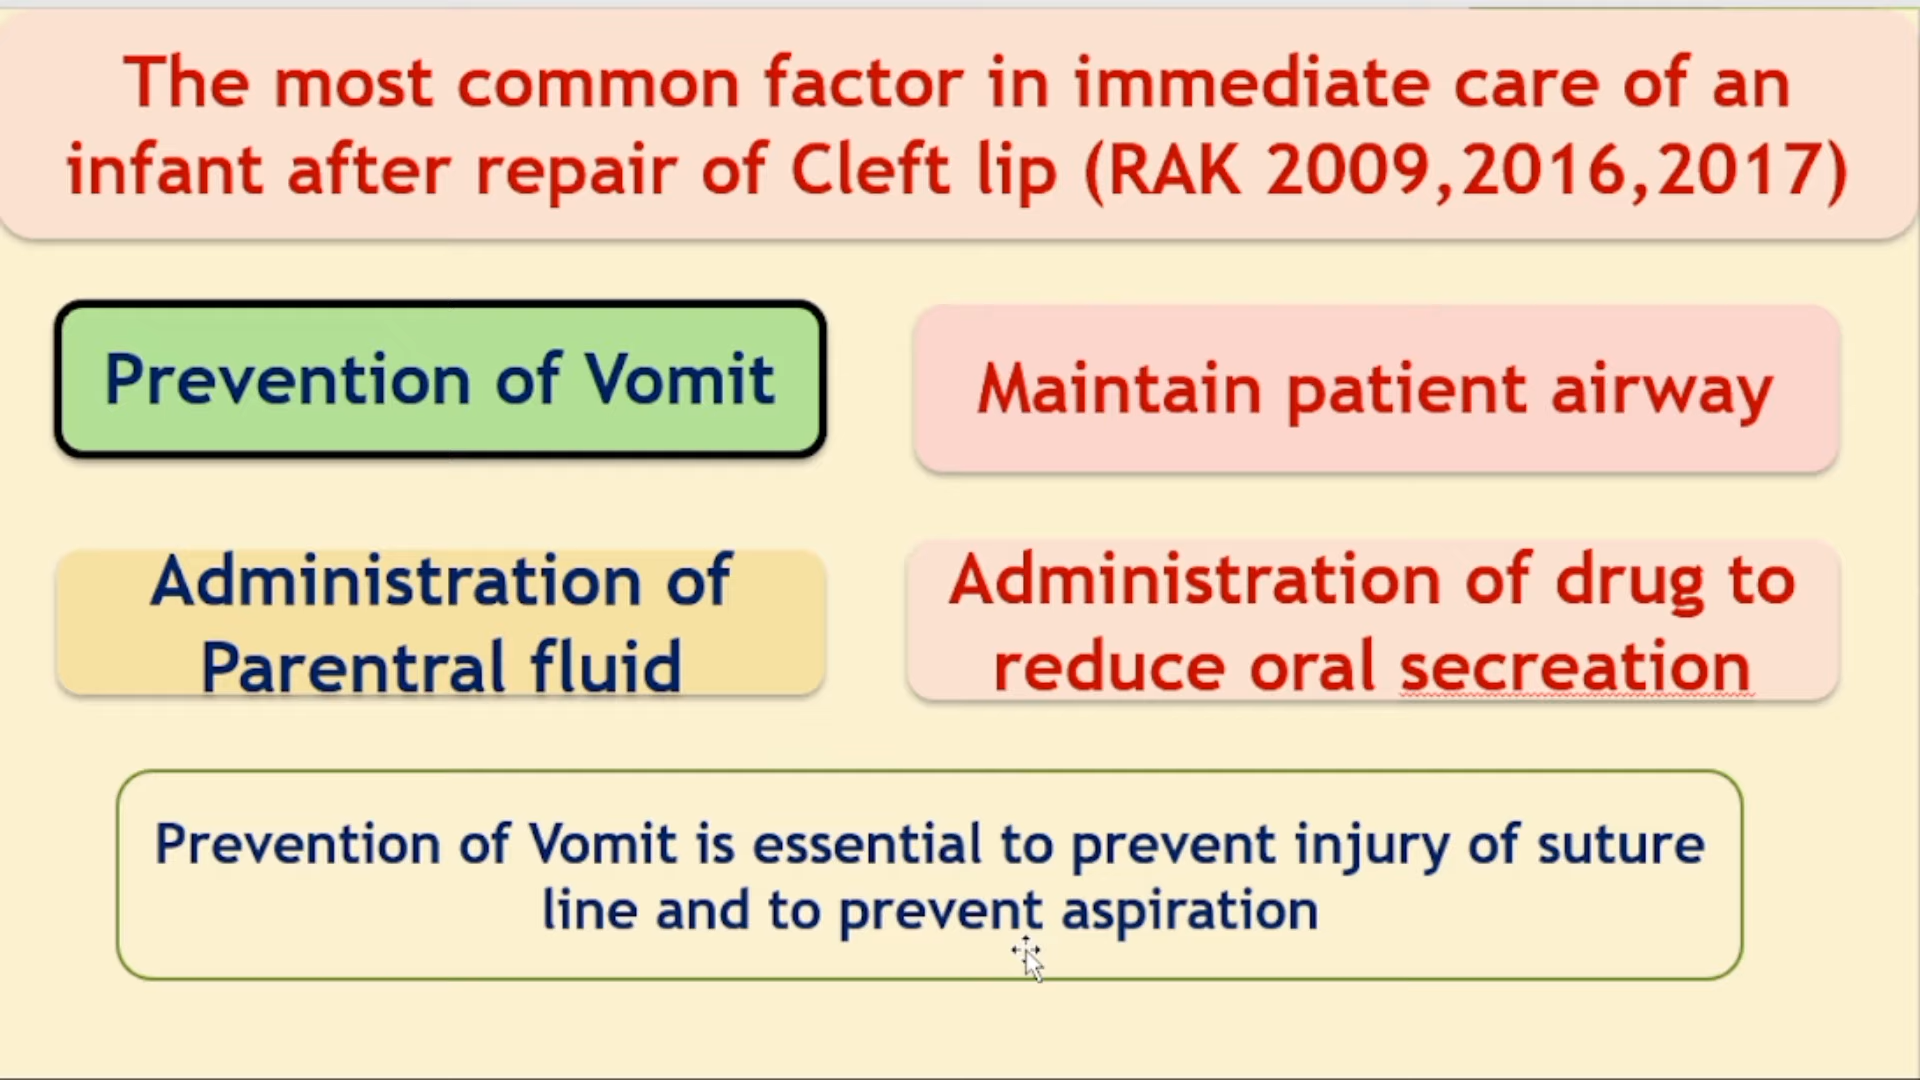 The most common factor in immediate care of an
infant after repair of Cleft lip (RAK 2009,2016,2017)
Prevention of Vomit
Maintain patient airway
Administration of
Parentral fluid
Administration of drug to
reduce oral secreation
Prevention of Vomit is essential to prevent injury of suture
line and to prevent aspiration